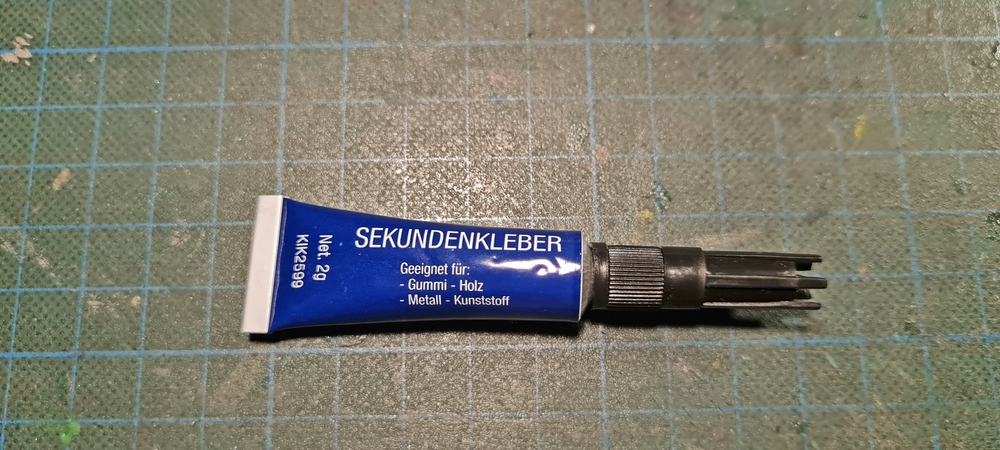 SEKUNDENKLEBER
Geeignet für:
- Gummi - Holz
- Metall - Kunststoff
Net. 2g
KIK2599